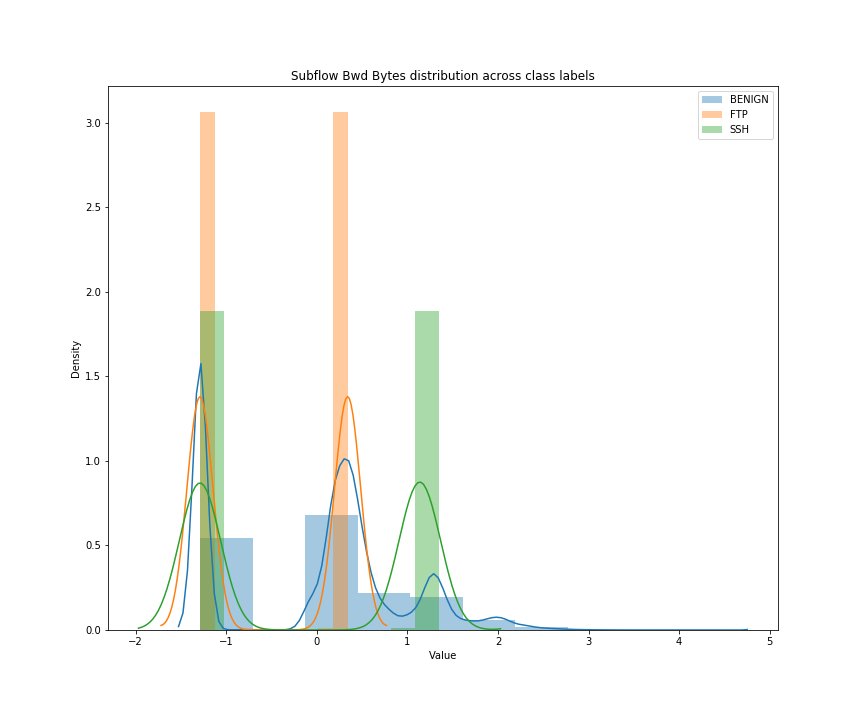 Subflow Bwd Bytes distribution across class labels
BENIGN
FTP
SSH
3.0
2.5
2.0
1.5
1.0
0.5
0.0
Density
−2
−1
0
1
2
3
4
5
Value